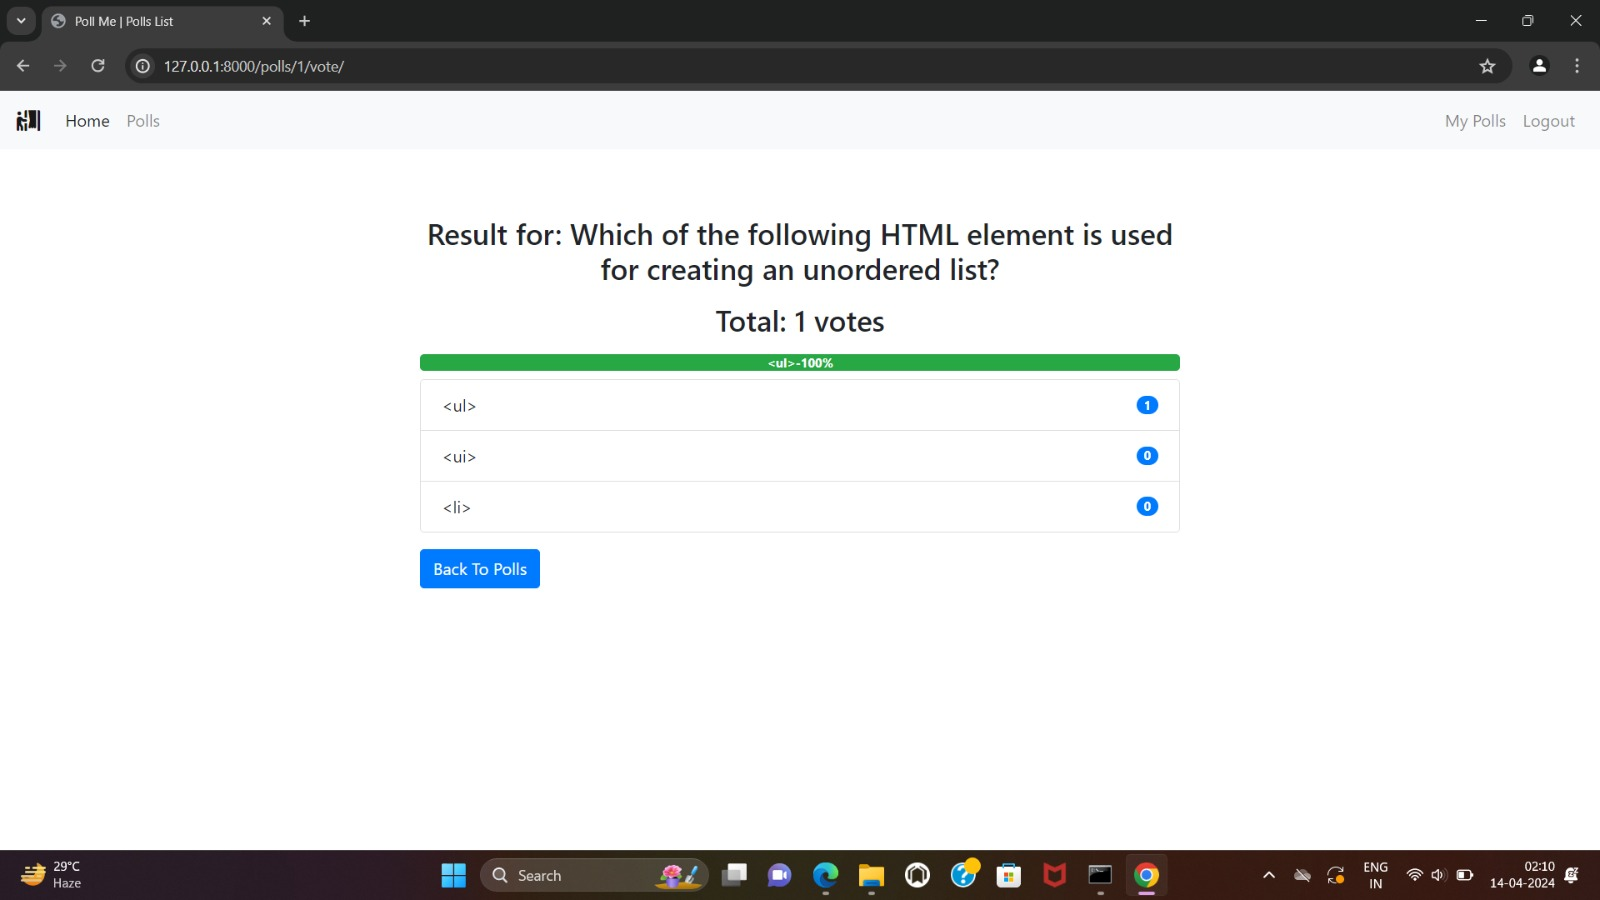 Poll Me | Polls List
127.0.0.1:8000/polls/1/vote/
Home Polls My Polls Logout
Result for: Which of the following HTML element is used
for creating an unordered list?
Total: 1 votes
<ul>-100%
<ul> 1
<ui> 0
<li> 0
Back To Polls
29°C
Haze
Search
ENG
IN
02:10
14-04-2024